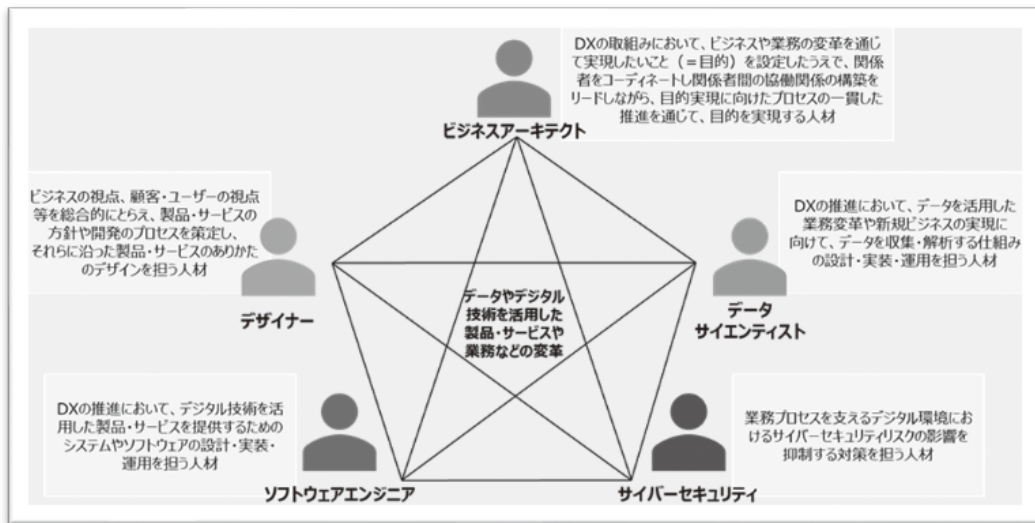 DXの取組みにおいて、ビジネスや業務の変革を通じ
て実現したいこと（＝目的）を設定したうえで、関係
者をコーディネートし関係者間の協働関係の構築を
リードしながら、目的実現に向けたプロセスの一貫した
推進を通じて、目的を実現する人材
ビジネスアーキテクト
ビジネスの視点、顧客・ユーザーの視点
等を総合的にとらえ、製品・サービスの
方針や開発のプロセスを策定し、
それらに沿った製品・サービスのありかた
のデザインを担う人材
デザイナー
DXの推進において、データを活用した
業務変革や新規ビジネスの実現に
向けて、データを収集・解析する仕組み
の設計・実装・運用を担う人材
データ
サイエンティスト
データやデジタル
技術を活用した
製品・サービスや
業務などの変革
DXの推進において、デジタル技術を活
用した製品・サービスを提供するための
システムやソフトウェアの設計・実装・
運用を担う人材
ソフトウェアエンジニア
業務プロセスを支えるデジタル環境にお
けるサイバーセキュリティリスクの影響を
抑制する対策を担う人材
サイバーセキュリティ